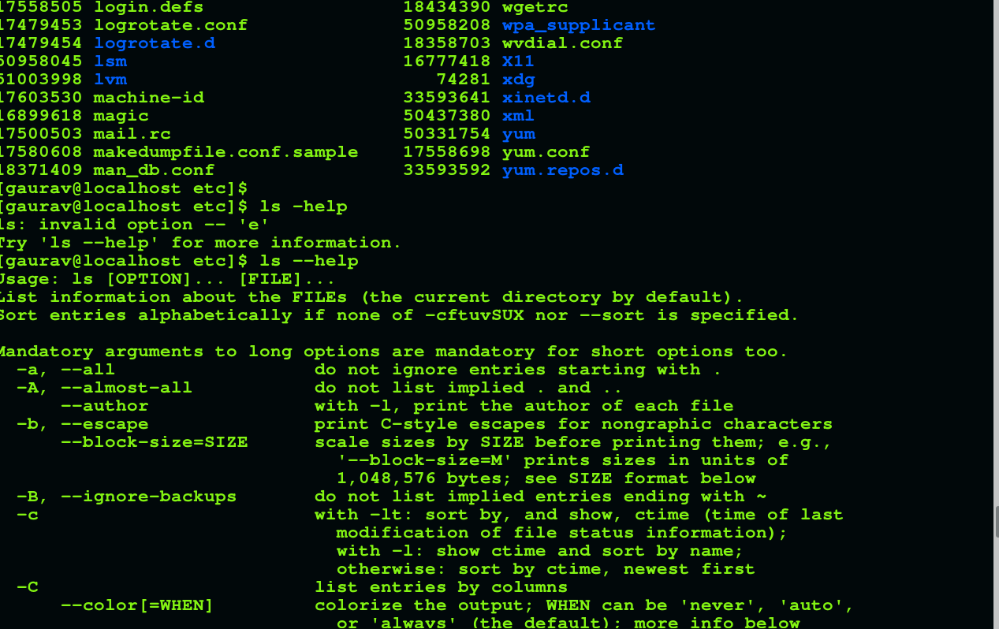 17558505 login.defs 18434390 wgetrc
17479453 logrotate.conf 50958208 wpa_supplicant
17479454 logrotate.d 18358703 wvdial.conf
50958045 lsm 16777418 X11
51003998 lvm 74281 xdg
17603530 machine-id 33593641 xinetd.d
16899618 magic 50437380 xml
17500503 mail.rc 50331754 yum
17580608 makedumpfile.conf.sample 17558698 yum.conf
18371409 man_db.conf 33593592 yum.repos.d
[gaurav@localhost etc]$
[gaurav@localhost etc]$ ls -help
ls: invalid option -- 'e'
Try 'ls --help' for more information.
[gaurav@localhost etc]$ ls --help
Usage: ls [OPTION]... [FILE]...
List information about the FILEs (the current directory by default).
Sort entries alphabetically if none of -cftuvSUX nor --sort is specified.
Mandatory arguments to long options are mandatory for short options too.
-a, --all do not ignore entries starting with .
-A, --almost-all do not list implied . and ..
--author with -l, print the author of each file
-b, --escape print C-style escapes for nongraphic characters
--block-size=SIZE scale sizes by SIZE before printing them; e.g.,
'--block-size=M' prints sizes in units of
1,048,576 bytes; see SIZE format below
-B, --ignore-backups do not list implied entries ending with ~
-c with -lt: sort by, and show, ctime (time of last
modification of file status information);
with -l: show ctime and sort by name;
otherwise: sort by ctime, newest first
-C list entries by columns
--color[=WHEN] colorize the output; WHEN can be 'never', 'auto',
or 'always' (the default); more info below